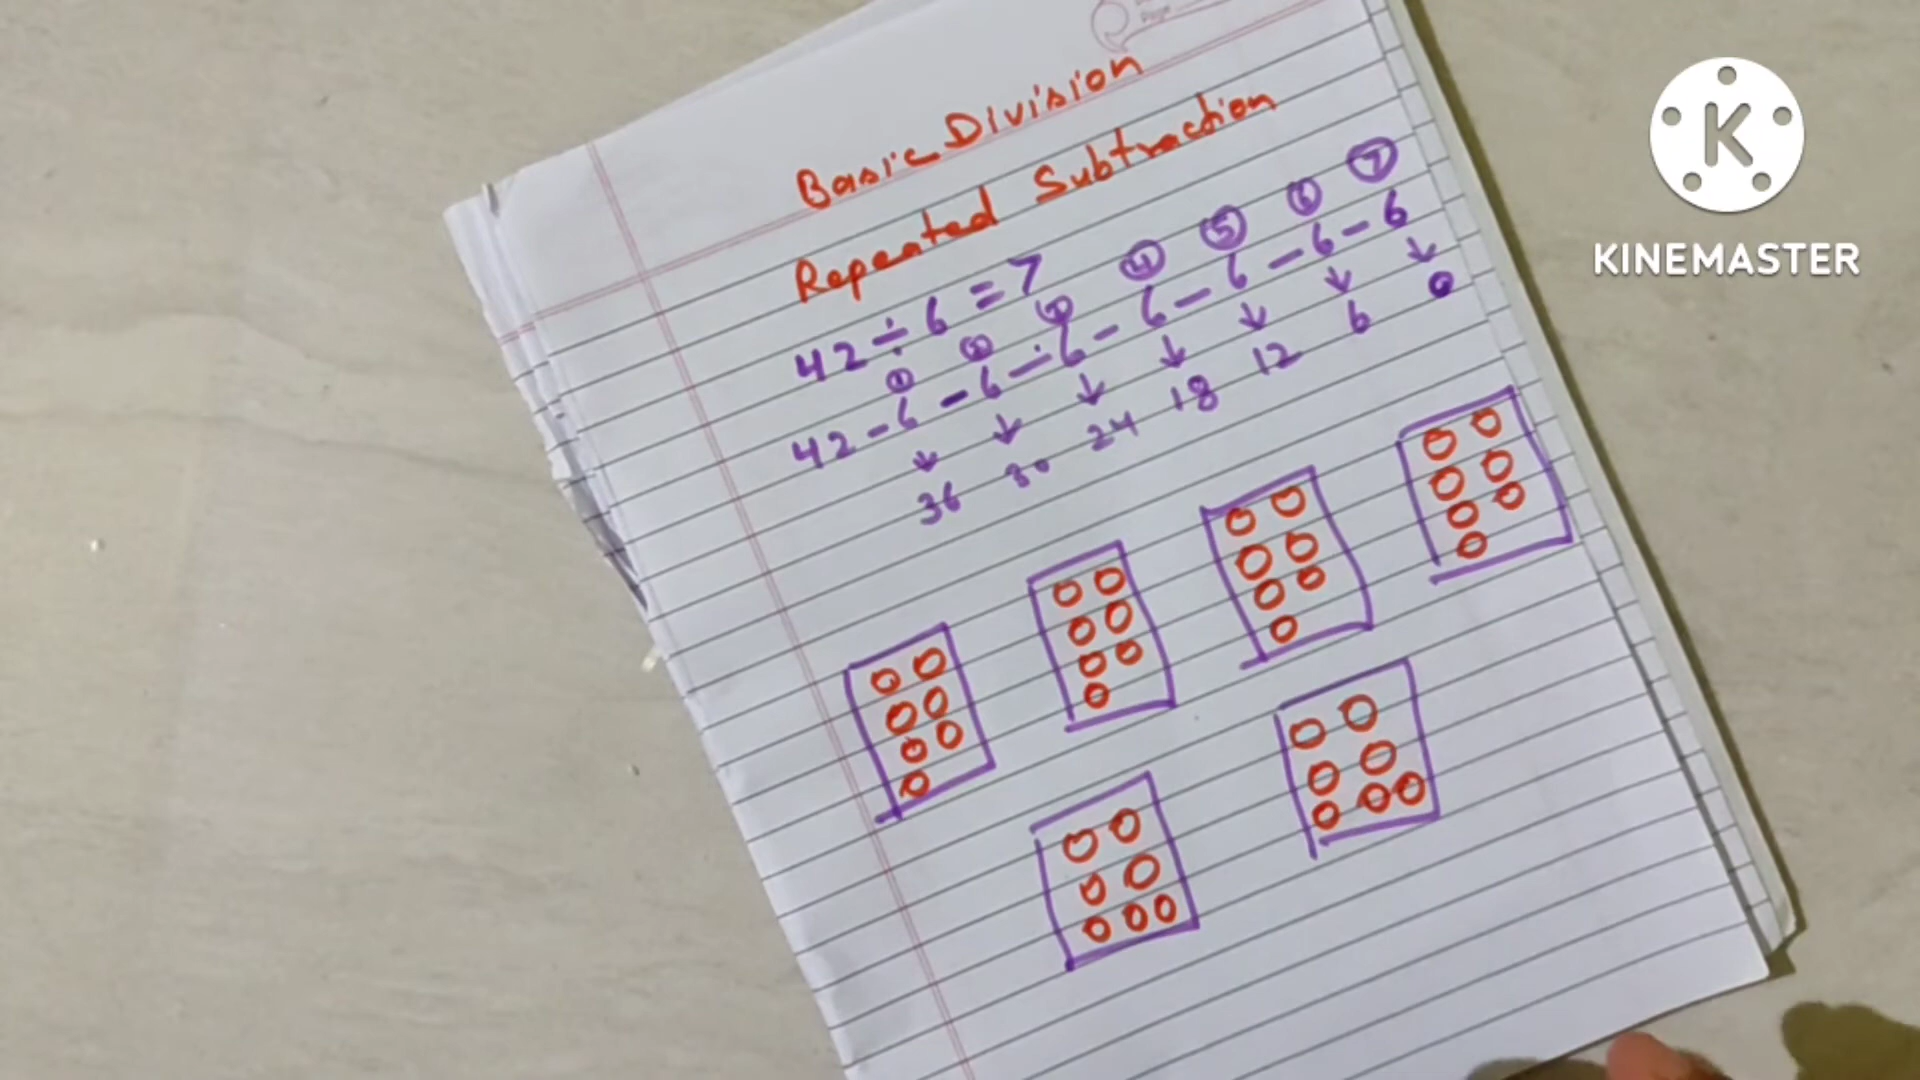 Basic Division
Repeated Subtraction
42 ÷ 6 = 7
① ② ③ ④ ⑤ ⑥ ⑦
42 - 6 - 6 - 6 - 6 - 6 - 6 - 6
↓ ↓ ↓ ↓ ↓ ↓ ↓
36 30 24 18 12 6 0
K
KINEMASTER